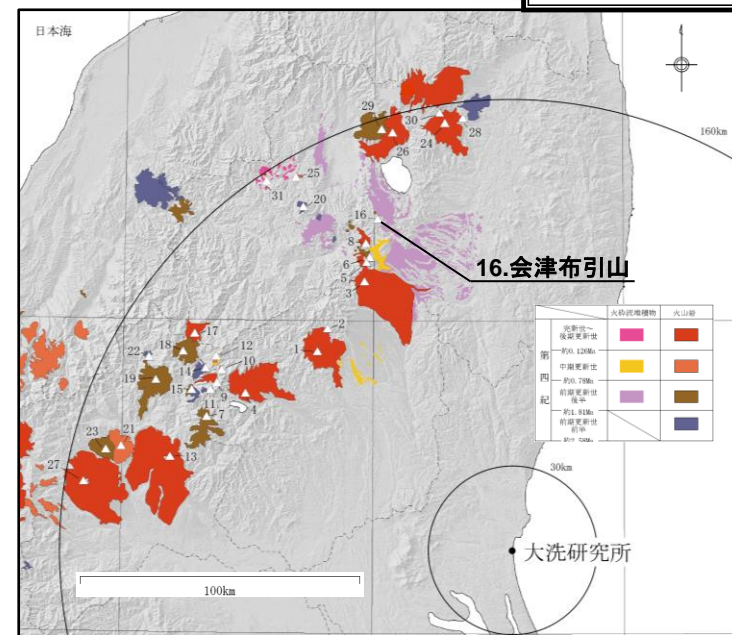 日本海
160km
29
30
28
24
26
25
31
20
16
8
6
5
3
16.会津布引山
17
2
18
1
12
22
10
14
19
15
9
4
11
7
23
21
13
27
火砕流堆積物
火山岩
第四紀
完新世～
後期更新世
約0.126Ma
中期更新世
約0.78Ma
前期更新世
後半
約1.81Ma
前期更新世
前半
約2.58Ma
30km
大洗研究所
100km